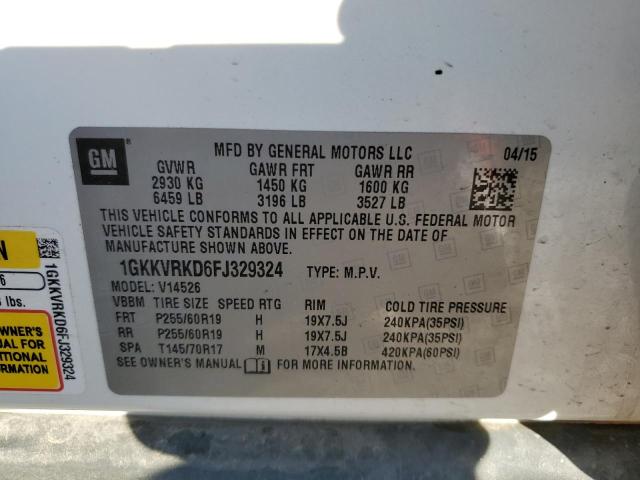 GM
MFD BY GENERAL MOTORS LLC
04/15
GVWR GAWR FRT GAWR RR
2930 KG 1450 KG 1600 KG
6459 LB 3196 LB 3527 LB
THIS VEHICLE CONFORMS TO ALL APPLICABLE U.S. FEDERAL MOTOR
VEHICLE SAFETY STANDARDS IN EFFECT ON THE DATE OF
MANUFACTURE SHOWN ABOVE.
1GKKVRKD6FJ329324 TYPE: M.P.V.
MODEL: V14526
VBBM TIRE SIZE SPEED RTG RIM COLD TIRE PRESSURE
FRT P255/60R19 H 19X7.5J 240KPA(35PSI)
RR P255/60R19 H 19X7.5J 240KPA(35PSI)
SPA T145/70R17 M 17X4.5B 420KPA(60PSI)
SEE OWNER'S MANUAL FOR MORE INFORMATION.
N
6
lbs.
OWNER'S
MANUAL FOR
ADDITIONAL
INFORMATION
1GKKVRKD6FJ329324